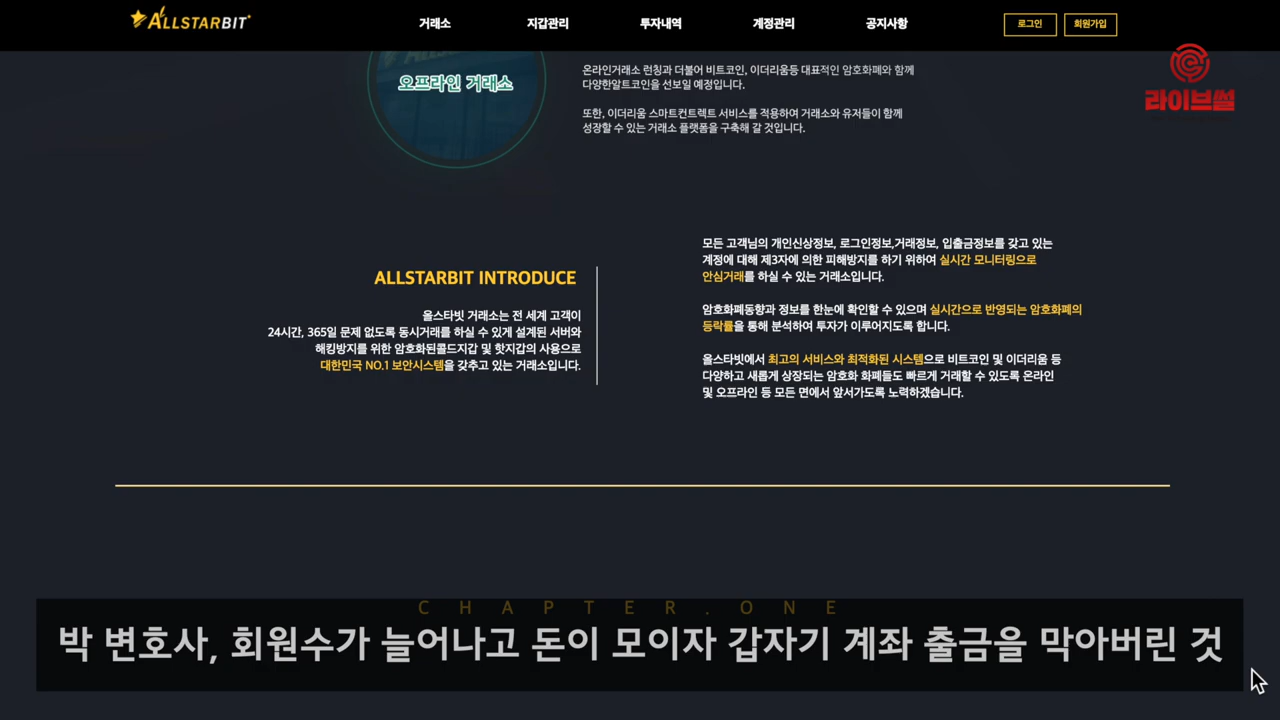 ALLSTARBIT
거래소
지갑관리
투자내역
계정관리
공지사항
로그인
회원가입
라이브썰
오프라인 거래소
온라인거래소 런칭과 더불어 비트코인, 이더리움등 대표적인 암호화폐와 함께
다양한알트코인을 선보일 예정입니다.
또한, 이더리움 스마트컨트렉트 서비스를 적용하여 거래소와 유저들이 함께
성장할 수 있는 거래소 플랫폼을 구축해 갈 것입니다.
ALLSTARBIT INTRODUCE
올스타빗 거래소는 전 세계 고객이
24시간, 365일 문제 없도록 동시거래를 하실 수 있게 설계된 서버와
해킹방지를 위한 암호화된콜드지갑 및 핫지갑의 사용으로
대한민국 NO.1 보안시스템을 갖추고 있는 거래소입니다.
모든 고객님의 개인신상정보, 로그인정보,거래정보, 입출금정보를 갖고 있는
계정에 대해 제3자에 의한 피해방지를 하기 위하여 실시간 모니터링으로
안심거래를 하실 수 있는 거래소입니다.
암호화폐동향과 정보를 한눈에 확인할 수 있으며 실시간으로 반영되는 암호화폐의
등락률을 통해 분석하여 투자가 이루어지도록 합니다.
올스타빗에서 최고의 서비스와 최적화된 시스템으로 비트코인 및 이더리움 등
다양하고 새롭게 상장되는 암호화 화폐들도 빠르게 거래할 수 있도록 온라인
및 오프라인 등 모든 면에서 앞서가도록 노력하겠습니다.
CHAPTER.ONE
박 변호사, 회원수가 늘어나고 돈이 모이자 갑자기 계좌 출금을 막아버린 것